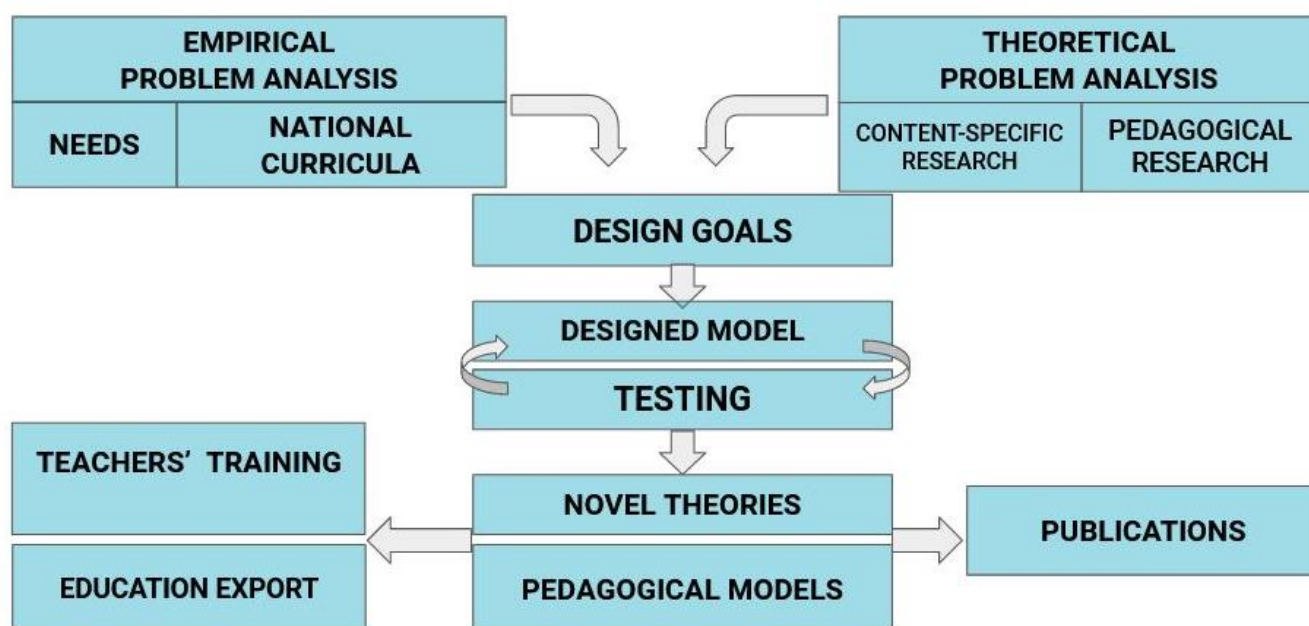 EMPIRICAL
PROBLEM ANALYSIS
NEEDS
NATIONAL
CURRICULA
THEORETICAL
PROBLEM ANALYSIS
CONTENT-SPECIFIC
RESEARCH
PEDAGOGICAL
RESEARCH
DESIGN GOALS
DESIGNED MODEL
TESTING
TEACHERS' TRAINING
EDUCATION EXPORT
NOVEL THEORIES
PEDAGOGICAL MODELS
PUBLICATIONS